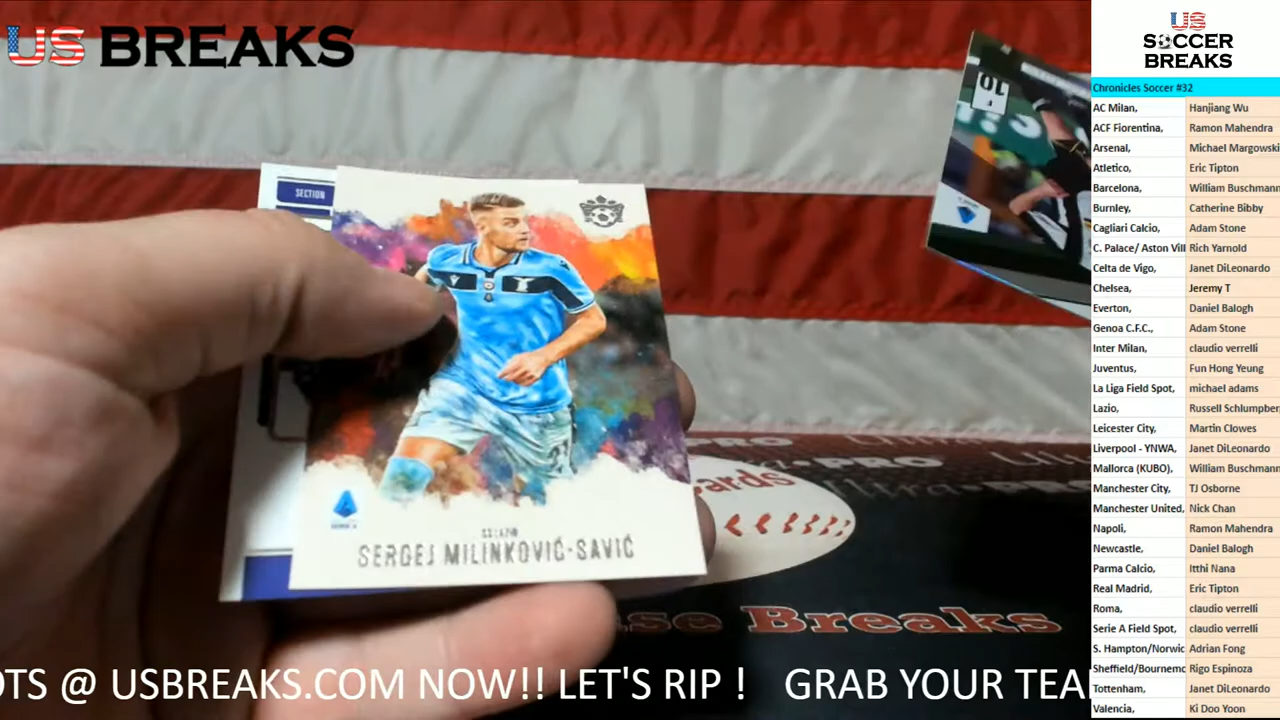 US BREAKS
US
SOCCER
BREAKS
Chronicles Soccer #32
AC Milan, Hanjiang Wu
ACF Fiorentina, Ramon Mahendra
Arsenal, Michael Margowski
Atletico, Eric Tipton
Barcelona, William Buschmann
Burnley, Catherine Bibby
Cagliari Calcio, Adam Stone
C. Palace/ Aston Vill Rich Yarnold
Celta de Vigo, Janet DiLeonardo
Chelsea, Jeremy T
Everton, Daniel Balogh
Genoa C.F.C., Adam Stone
Inter Milan, claudio verrelli
Juventus, Fun Hong Yeung
La Liga Field Spot, michael adams
Lazio, Russell Schlumpber
Leicester City, Martin Clowes
Liverpool - YNWA, Janet DiLeonardo
Mallorca (KUBO), William Buschmann
Manchester City, TJ Osborne
Manchester United, Nick Chan
Napoli, Ramon Mahendra
Newcastle, Daniel Balogh
Parma Calcio, Itthi Nana
Real Madrid, Eric Tipton
Roma, claudio verrelli
Serie A Field Spot, claudio verrelli
S. Hampton/Norwic Adrian Fong
Sheffield/Bournemo Rigo Espinoza
Tottenham, Janet DiLeonardo
Valencia, Ki Doo Yoon
10
SECTION
SERGEJ MILINKOVIĆ-SAVIĆ
PRO
ards
se Breaks
OTS @ USBREAKS.COM NOW!! LET'S RIP ! GRAB YOUR TEA